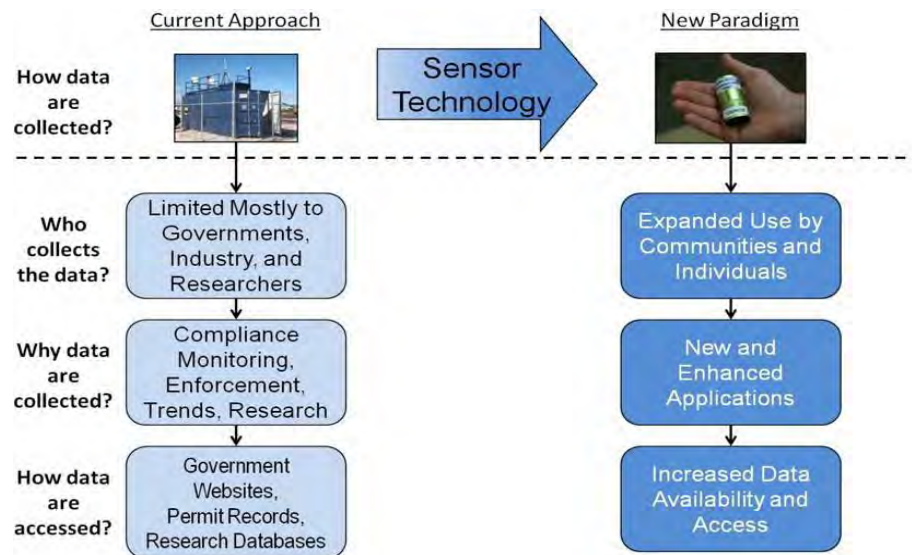 Current Approach
New Paradigm
How data
are
collected?
Sensor
Technology
Who
collects
the data?
Limited Mostly to
Governments,
Industry, and
Researchers
Expanded Use by
Communities and
Individuals
Why data
are
collected?
Compliance
Monitoring,
Enforcement,
Trends, Research
New and
Enhanced
Applications
How data
are
accessed?
Government
Websites,
Permit Records,
Research Databases
Increased Data
Availability and
Access